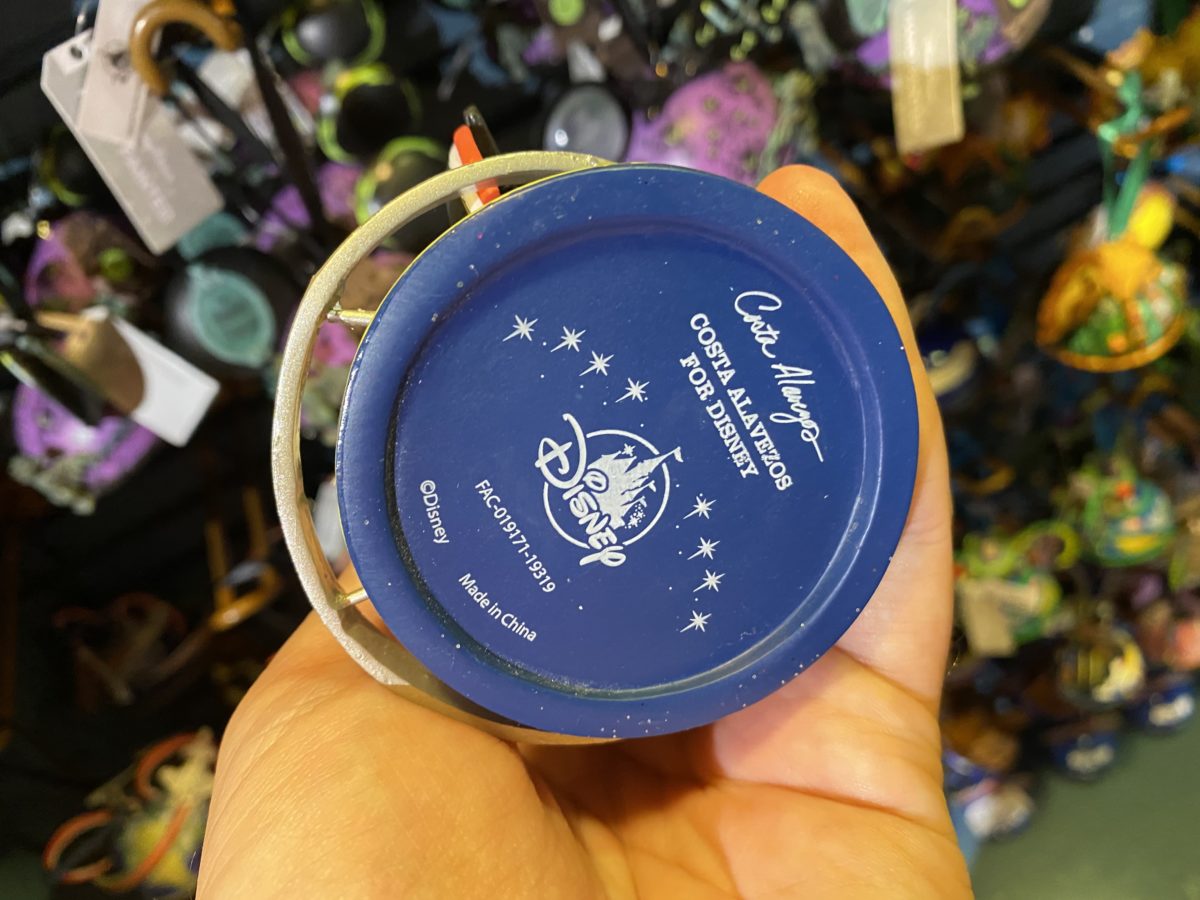 Costa Alavezos
COSTA ALAVEZOS
FOR DISNEY
Disney
FAC-019171-19319
©Disney
Made in China